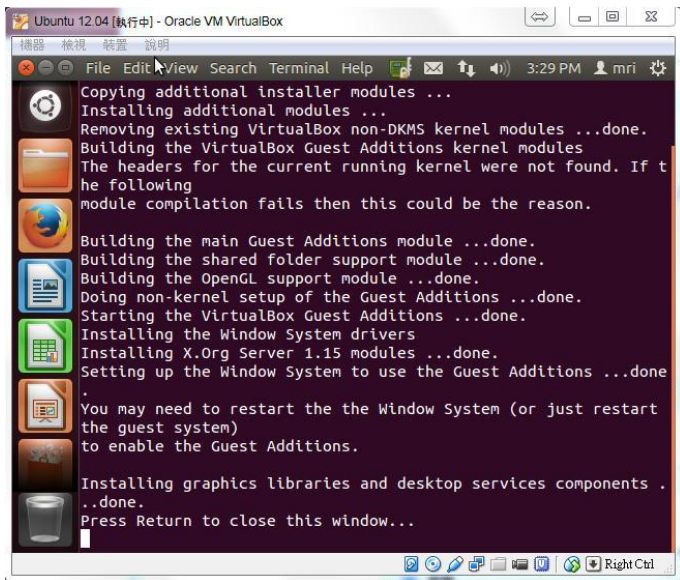 Ubuntu 12.04 [執行中] - Oracle VM VirtualBox
機器 檢視 裝置 說明
File Edit View Search Terminal Help 3:29 PM mri
Copying additional installer modules ...
Installing additional modules ...
Removing existing VirtualBox non-DKMS kernel modules ...done.
Building the VirtualBox Guest Additions kernel modules
The headers for the current running kernel were not found. If t
he following
module compilation fails then this could be the reason.
Building the main Guest Additions module ...done.
Building the shared folder support module ...done.
Building the OpenGL support module ...done.
Doing non-kernel setup of the Guest Additions ...done.
Starting the VirtualBox Guest Additions ...done.
Installing the Window System drivers
Installing X.Org Server 1.15 modules ...done.
Setting up the Window System to use the Guest Additions ...done
.
You may need to restart the the Window System (or just restart
the guest system)
to enable the Guest Additions.
Installing graphics libraries and desktop services components .
..done.
Press Return to close this window...
Right Ctrl